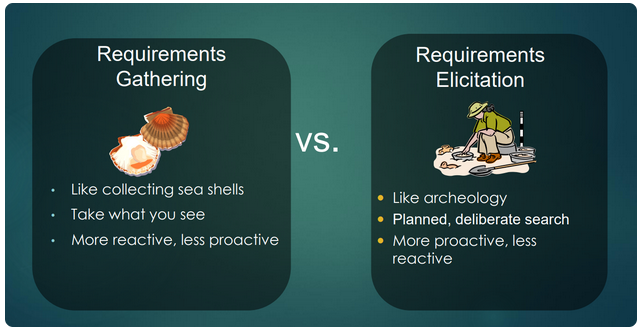 Requirements
Gathering
• Like collecting sea shells
• Take what you see
• More reactive, less proactive
vs.
Requirements
Elicitation
• Like archeology
• Planned, deliberate search
• More proactive, less
reactive